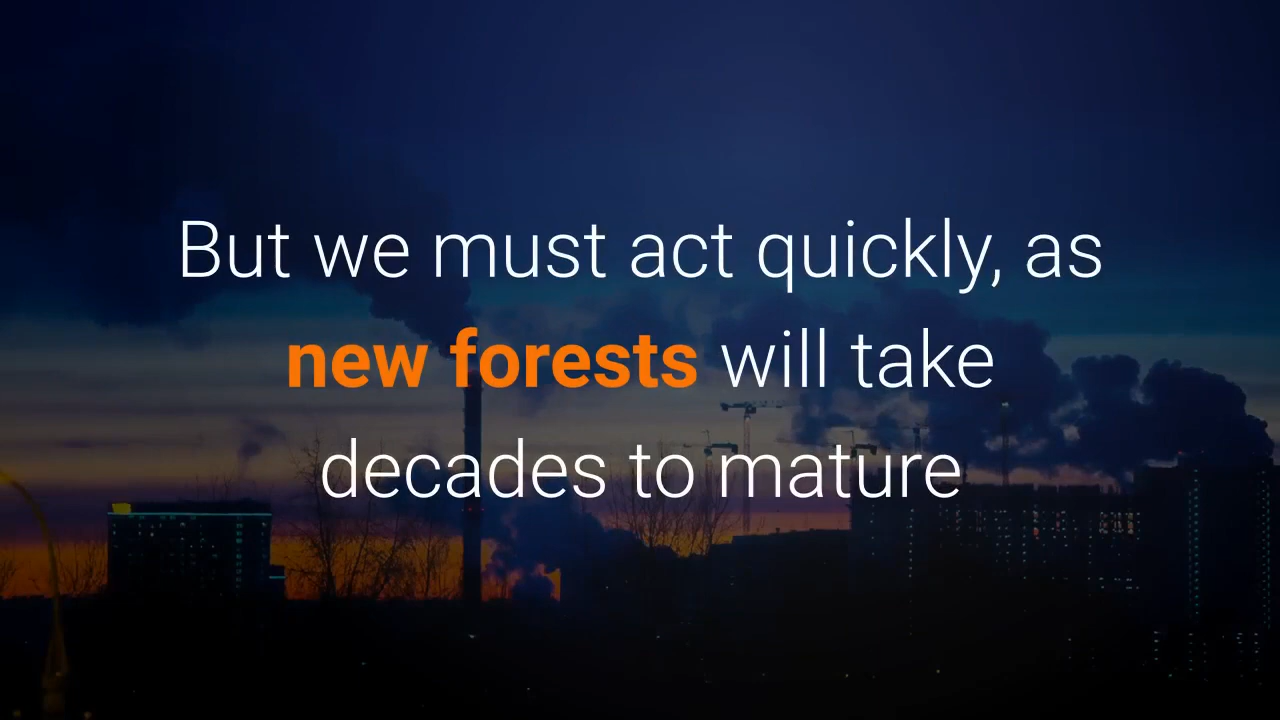 But we must act quickly, as
new forests will take
decades to mature